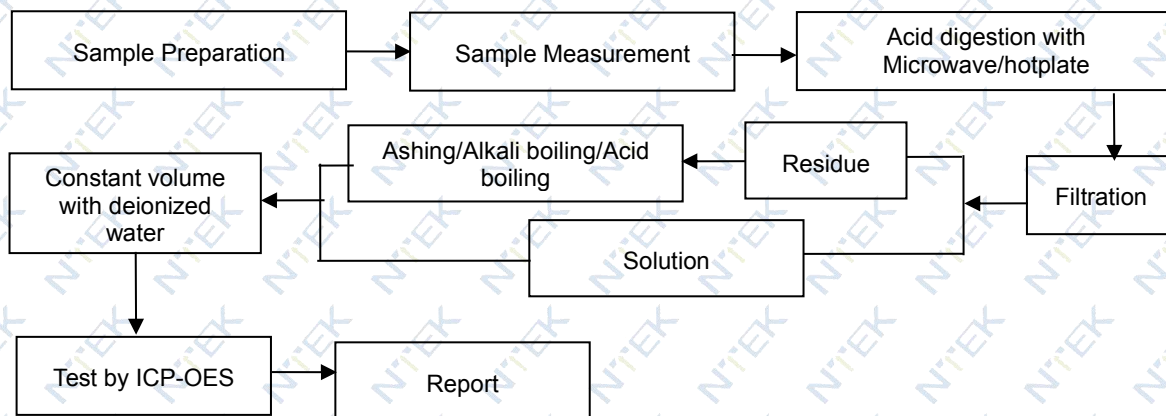 Sample Preparation
Sample Measurement
Acid digestion with
Microwave/hotplate
Filtration
Residue
Ashing/Alkali boiling/Acid
boiling
Solution
Constant volume
with deionized
water
Test by ICP-OES
Report
NTEK